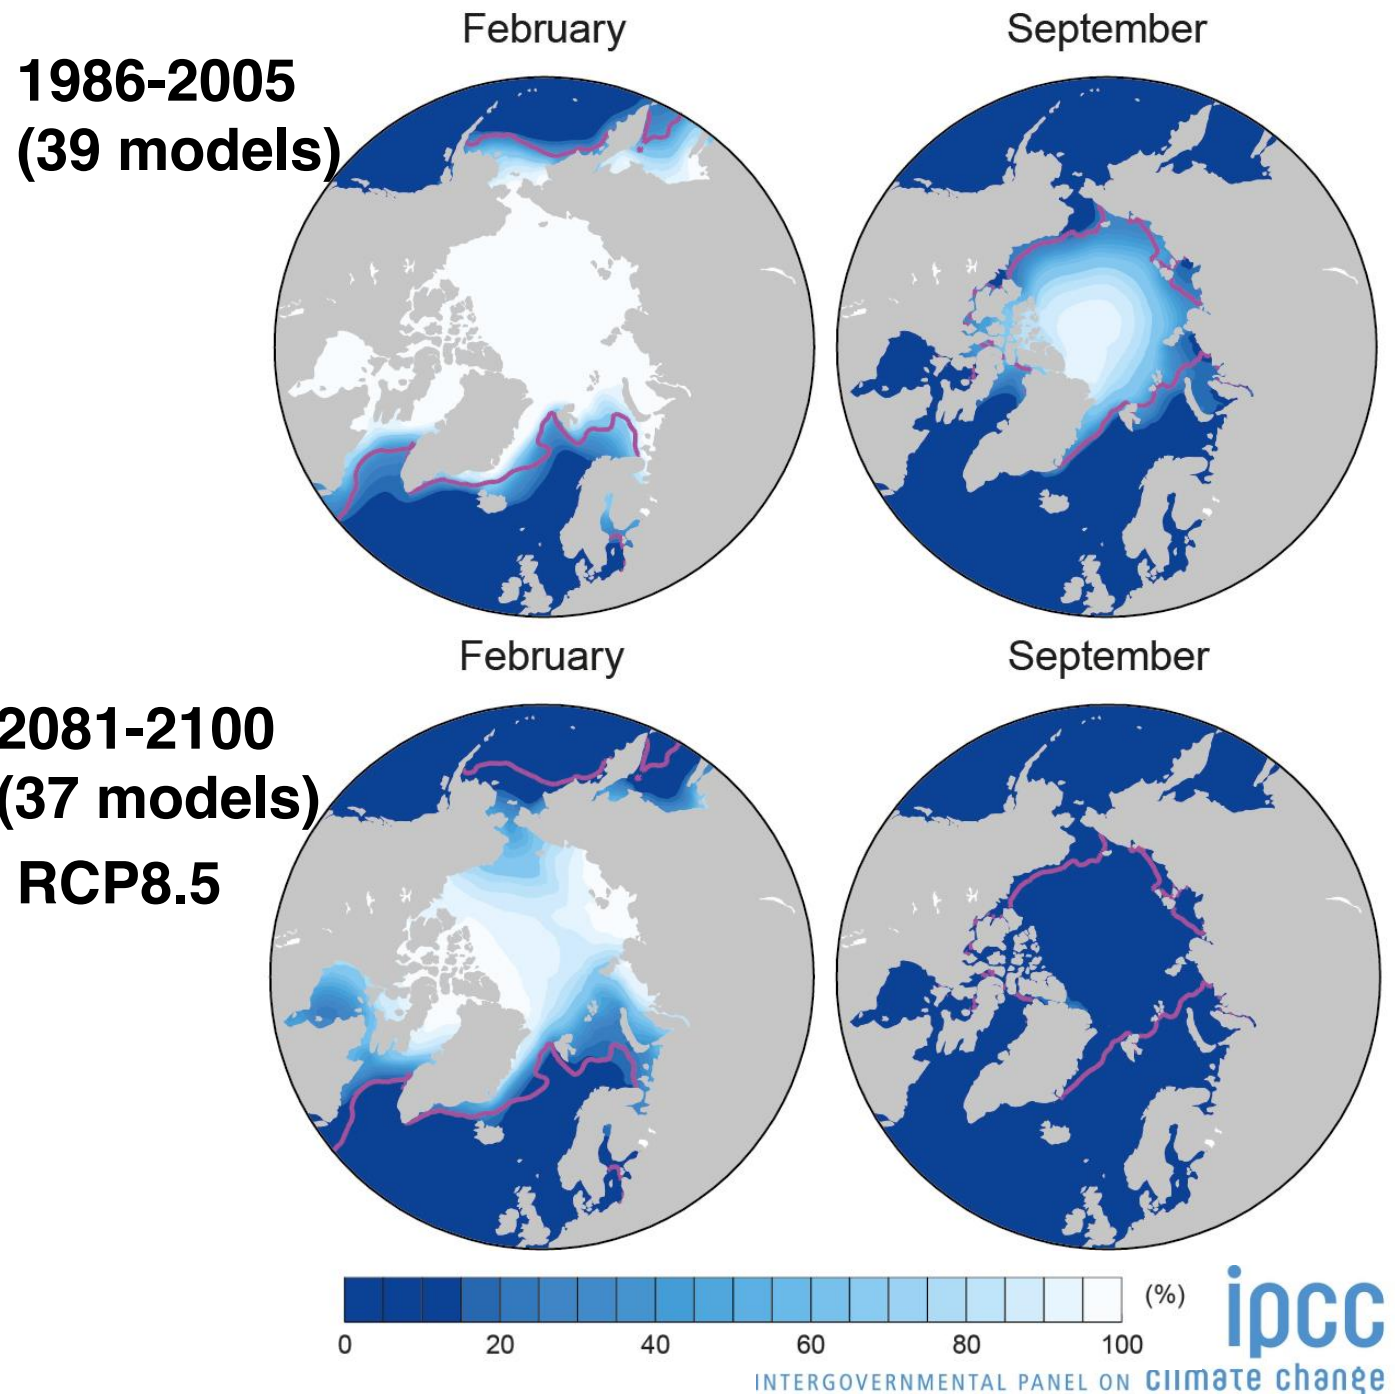 February
September
1986-2005
(39 models)
February
September
2081-2100
(37 models)
RCP8.5
0 20 40 60 80 100 (%)
ipcc
INTERGOVERNMENTAL PANEL ON climate change